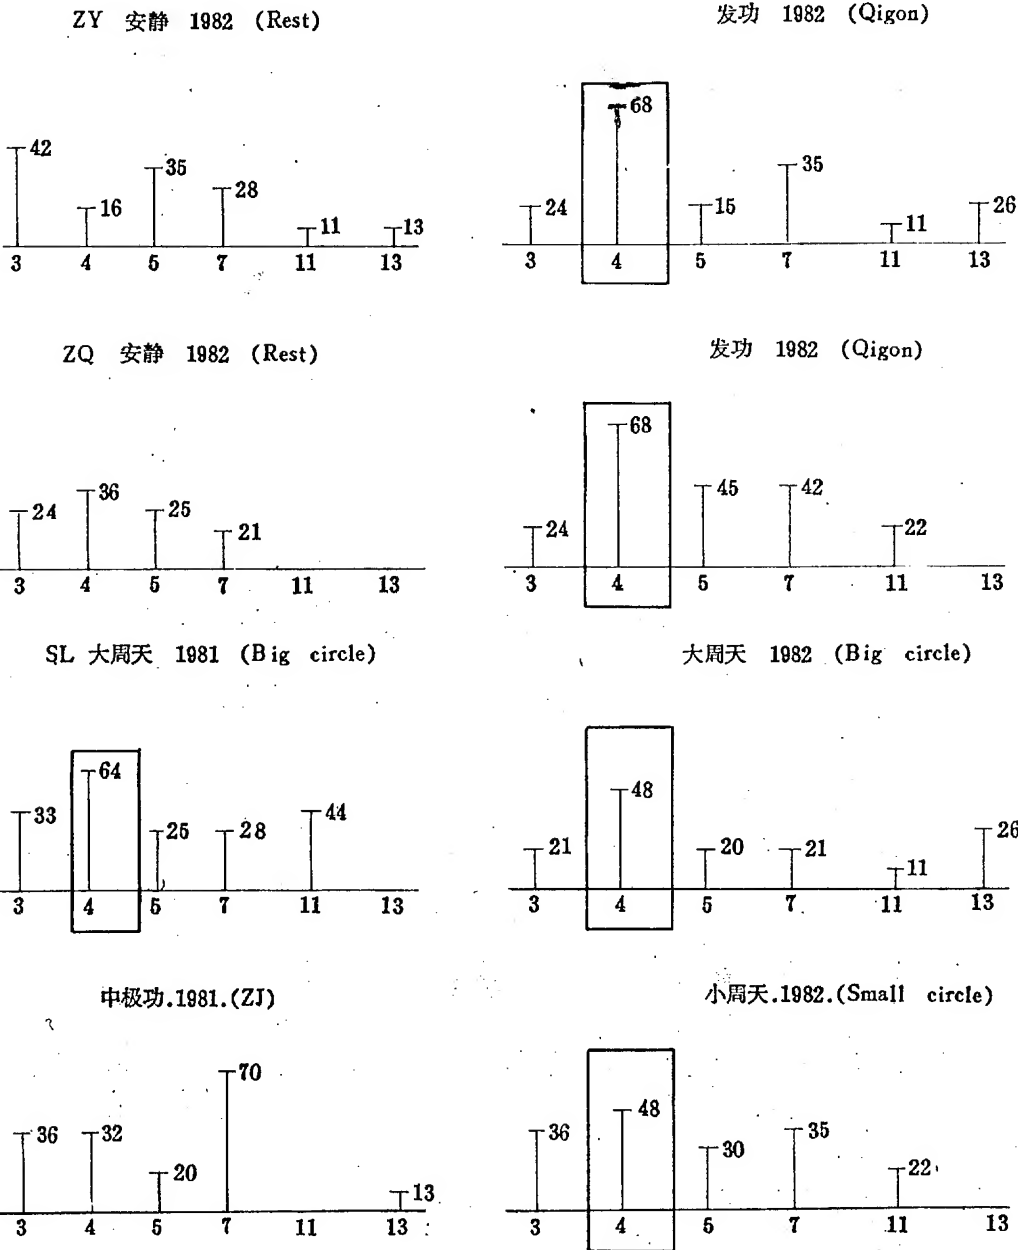 ZY 安静 1982 (Rest)
42 16 35 28 11 13
3 4 5 7 11 13
发功 1982 (Qigon)
24 68 15 35 11 26
3 4 5 7 11 13
ZQ 安静 1982 (Rest)
24 36 25 21
3 4 5 7 11 13
发功 1982 (Qigon)
24 68 45 42 22
3 4 5 7 11 13
SL 大周天 1981 (Big circle)
33 64 25 28 44
3 4 5 7 11 13
大周天 1982 (Big circle)
21 48 20 21 11 26
3 4 5 7 11 13
中极功.1981.(ZJ)
36 32 20 70 13
3 4 5 7 11 13
小周天.1982.(Small circle)
36 48 30 35 22
3 4 5 7 11 13